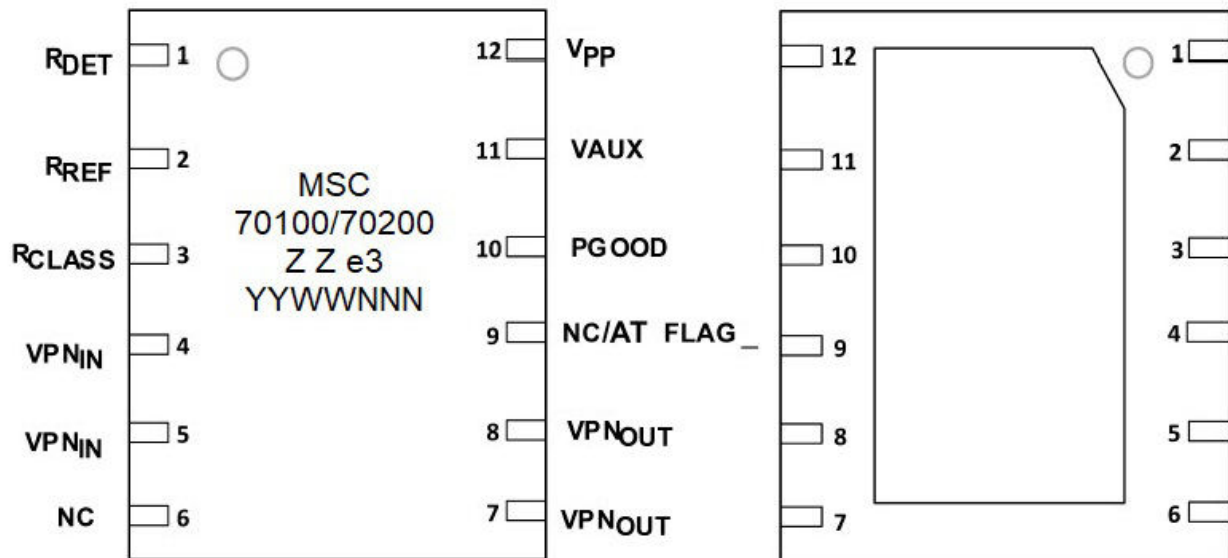 RDET 1
RREF 2
RCLASS 3
VPNIN 4
VPNIN 5
NC 6
MSC
70100/70200
Z Z e3
YYWWNNN
12 VPP
11 VAUX
10 PGOOD
9 NC/AT FLAG_
8 VPNOUT
7 VPNOUT
12 1
11 2
10 3
9 4
8 5
7 6